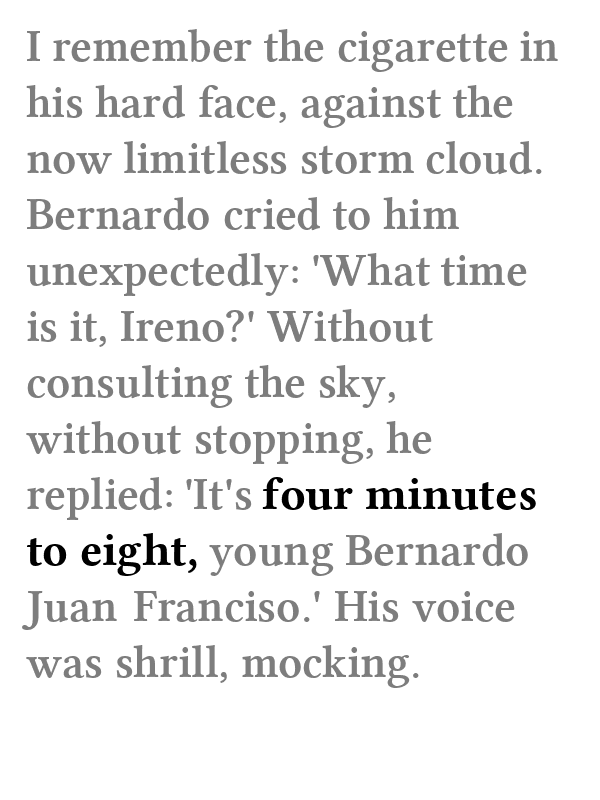 I remember the cigarette in
his hard face, against the
now limitless storm cloud.
Bernardo cried to him
unexpectedly: 'What time
is it, Ireno?' Without
consulting the sky,
without stopping, he
replied: 'It's four minutes
to eight, young Bernardo
Juan Franciso.' His voice
was shrill, mocking.